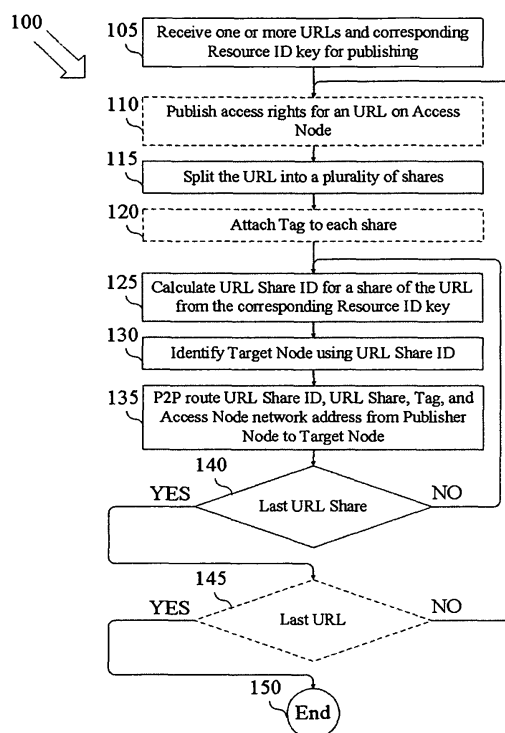 100
105
Receive one or more URLs and corresponding
Resource ID key for publishing
110
Publish access rights for an URL on Access
Node
115
Split the URL into a plurality of shares
120
Attach Tag to each share
125
Calculate URL Share ID for a share of the URL
from the corresponding Resource ID key
130
Identify Target Node using URL Share ID
135
P2P route URL Share ID, URL Share, Tag, and
Access Node network address from Publisher
Node to Target Node
140
YES
Last URL Share
NO
145
YES
Last URL
NO
150
End